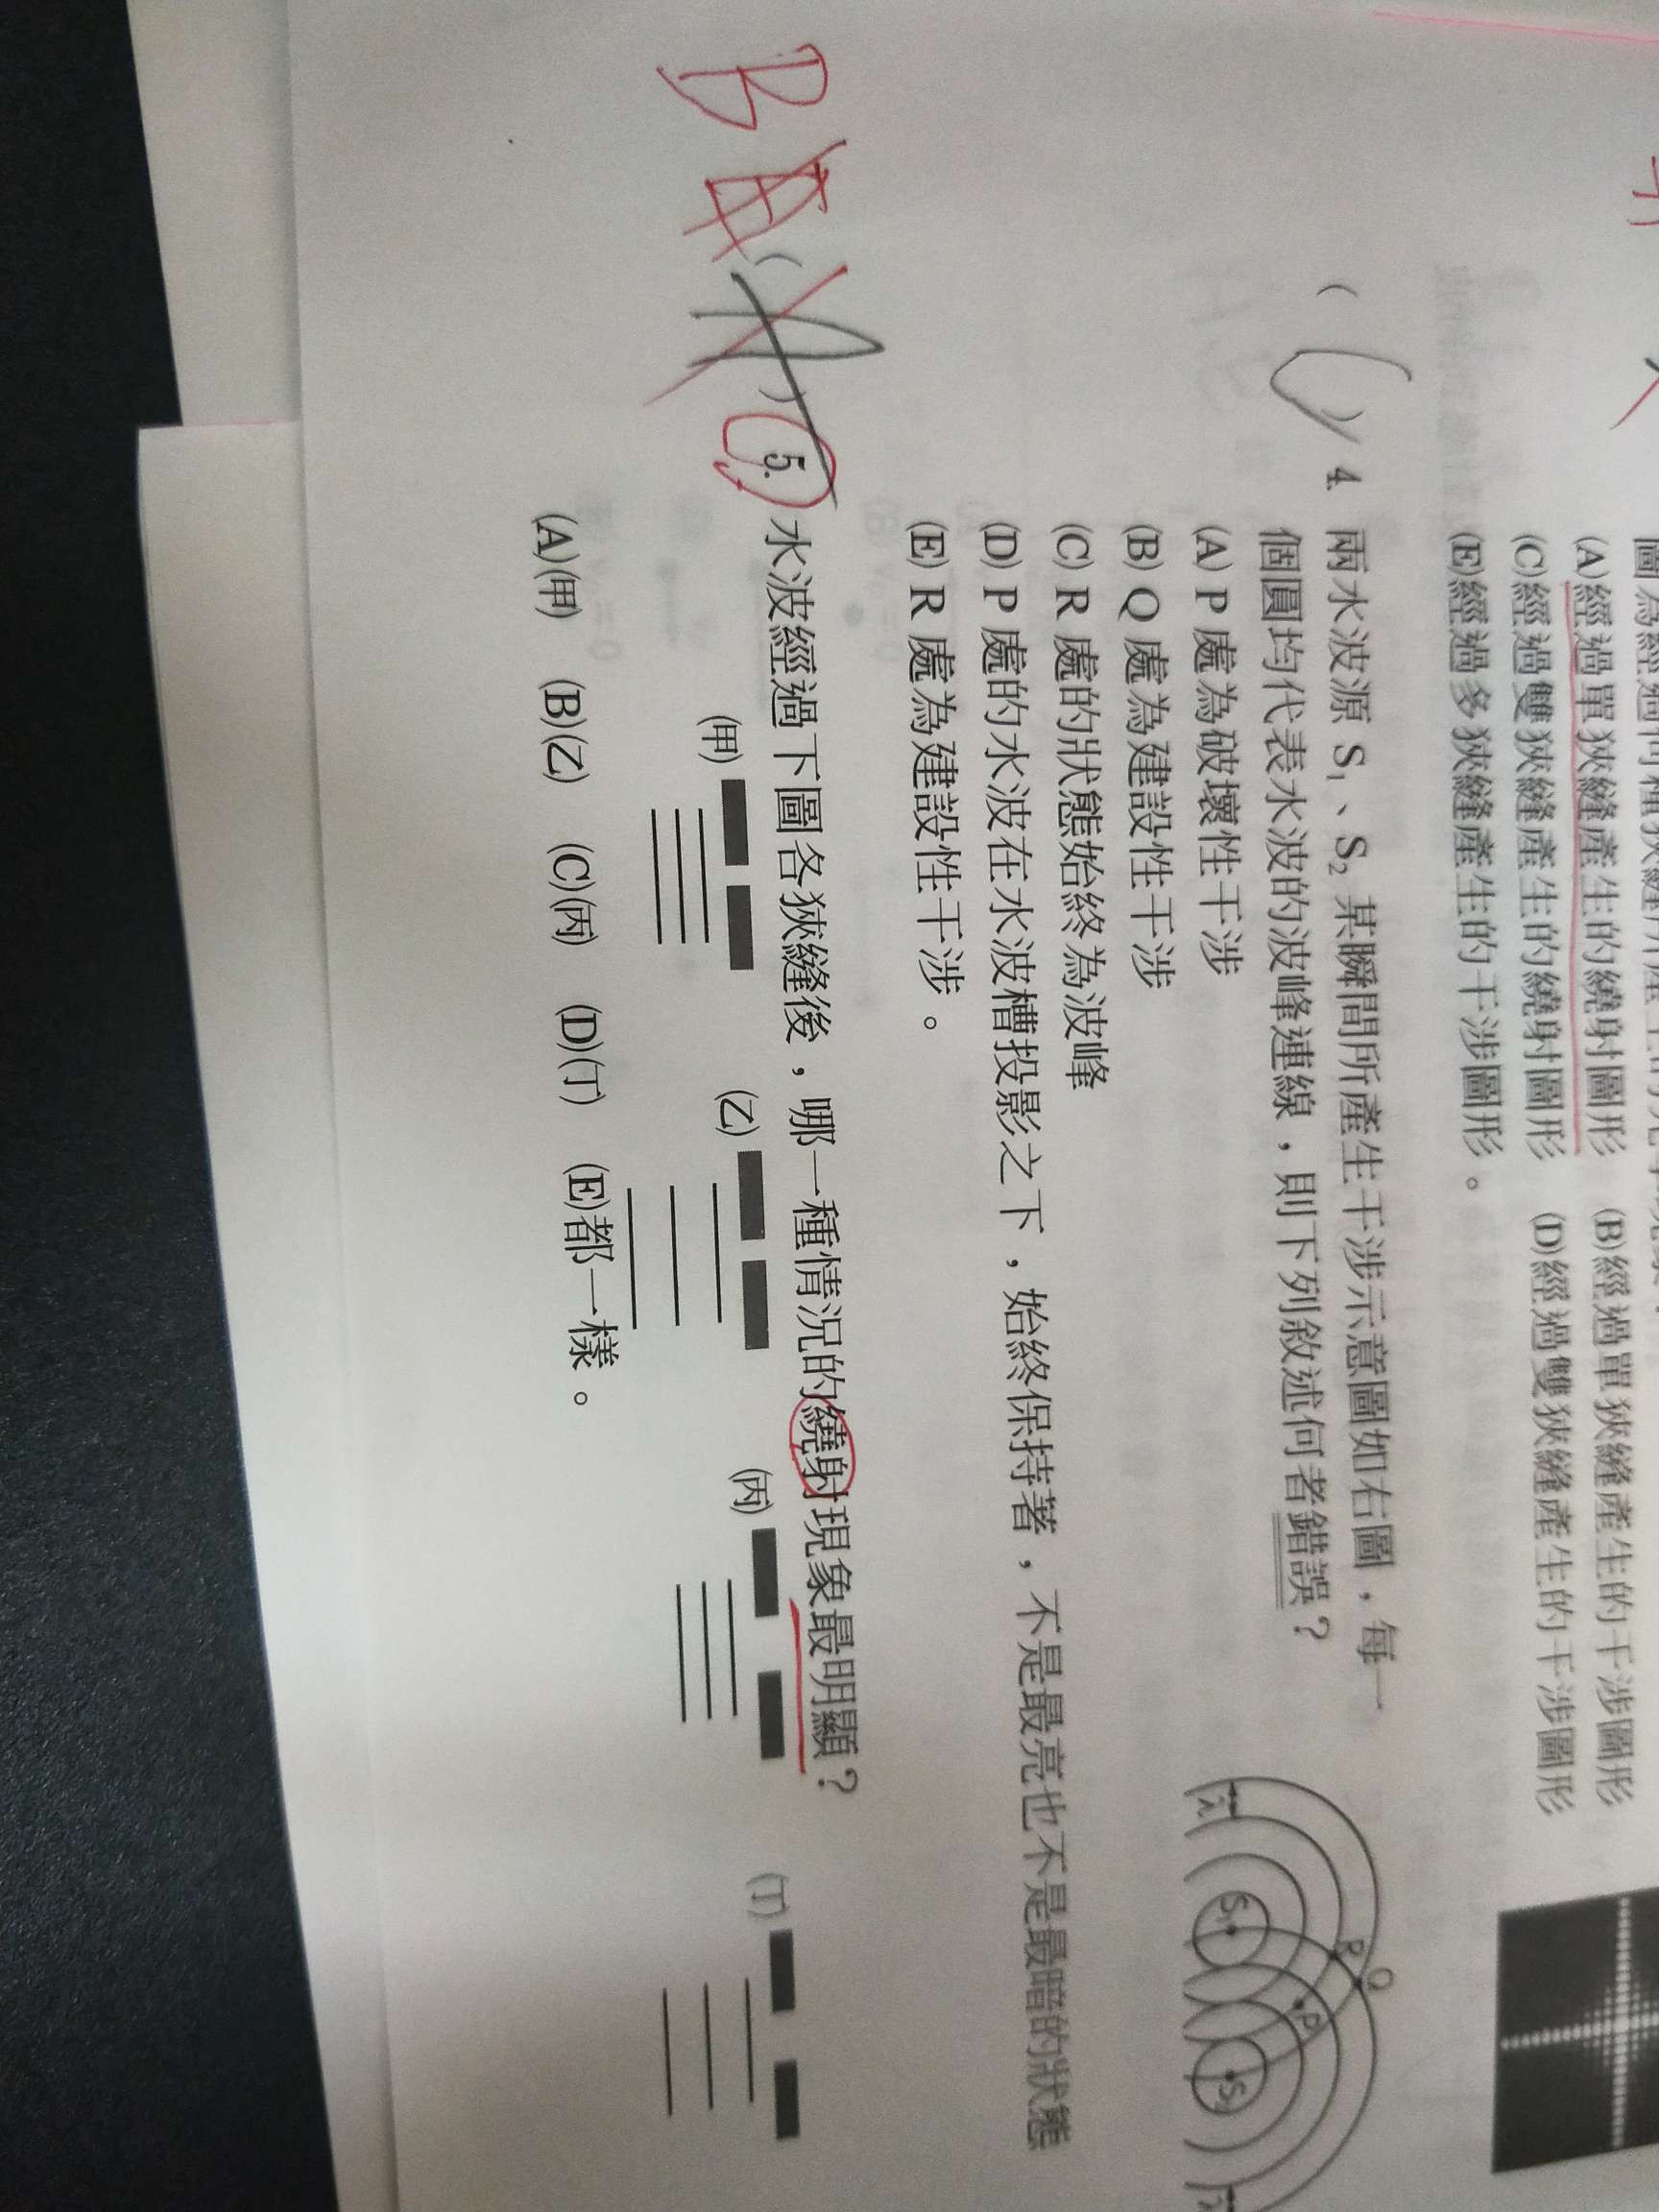 (A)經過單狹縫產生的繞射圖形 (B)經過單狹縫產生的干涉圖形
(C)經過雙狹縫產生的繞射圖形 (D)經過雙狹縫產生的干涉圖形
(E)經過多狹縫產生的干涉圖形。
( ) 4. 兩水波源 S₁、S₂ 某瞬間所產生干涉示意圖如右圖,每一
個圓均代表水波的波峰連線,則下列敘述何者錯誤?
(A) P 處為破壞性干涉
(B) Q 處為建設性干涉
(C) R 處的狀態始終為波峰
(D) P 處的水波在水波槽投影之下,始終保持著,不是最亮也不是最暗的狀態
(E) R 處為建設性干涉。
λ S₁ R Q P S₂ λ
B ( A ) 5. 水波經過下圖各狹縫後,哪一種情況的繞射現象最明顯?
(甲) (乙) (丙) (丁)
(A)(甲) (B)(乙) (C)(丙) (D)(丁) (E)都一樣。